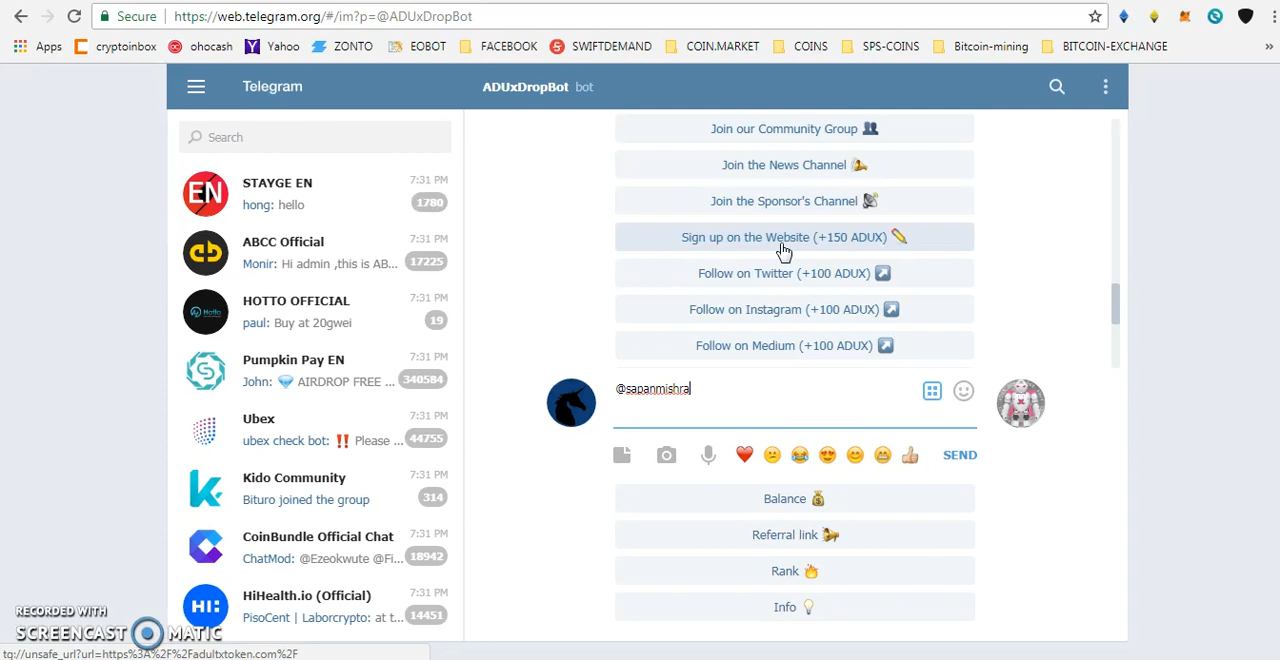 Secure https://web.telegram.org/#/im?p=@ADUxDropBot
Apps cryptoinbox ohocash Yahoo ZONTO EOBOT FACEBOOK SWIFTDEMAND COIN.MARKET COINS SPS-COINS Bitcoin-mining BITCOIN-EXCHANGE »
Telegram ADUxDropBot bot
Search
STAYGE EN 7:31 PM
hong: hello 1780
ABCC Official 7:31 PM
Monir: Hi admin ,this is AB... 17225
HOTTO OFFICIAL 7:31 PM
paul: Buy at 20gwei 19
Pumpkin Pay EN 7:31 PM
John: 💎 AIRDROP FREE ... 340584
Ubex 7:31 PM
ubex check bot: ‼️ Please ... 44755
Kido Community 7:31 PM
Bituro joined the group 314
CoinBundle Official Chat 7:31 PM
ChatMod: @Ezeokwute @Fi... 18942
HiHealth.io (Official) 7:31 PM
PisoCent | Laborcrypto: at t... 14451
Join our Community Group 👥
Join the News Channel
Join the Sponsor's Channel 📡
Sign up on the Website (+150 ADUX) ✏️
Follow on Twitter (+100 ADUX) ↗️
Follow on Instagram (+100 ADUX) ↗️
Follow on Medium (+100 ADUX) ↗️
@sapanmishra
SEND
Balance 💰
Referral link
Rank 🔥
Info 💡
EN
Hotto
HI:
RECORDED WITH
SCREENCAST MATIC
tg://unsafe_url?url=https%3A%2F%2Fadultxtoken.com%2F